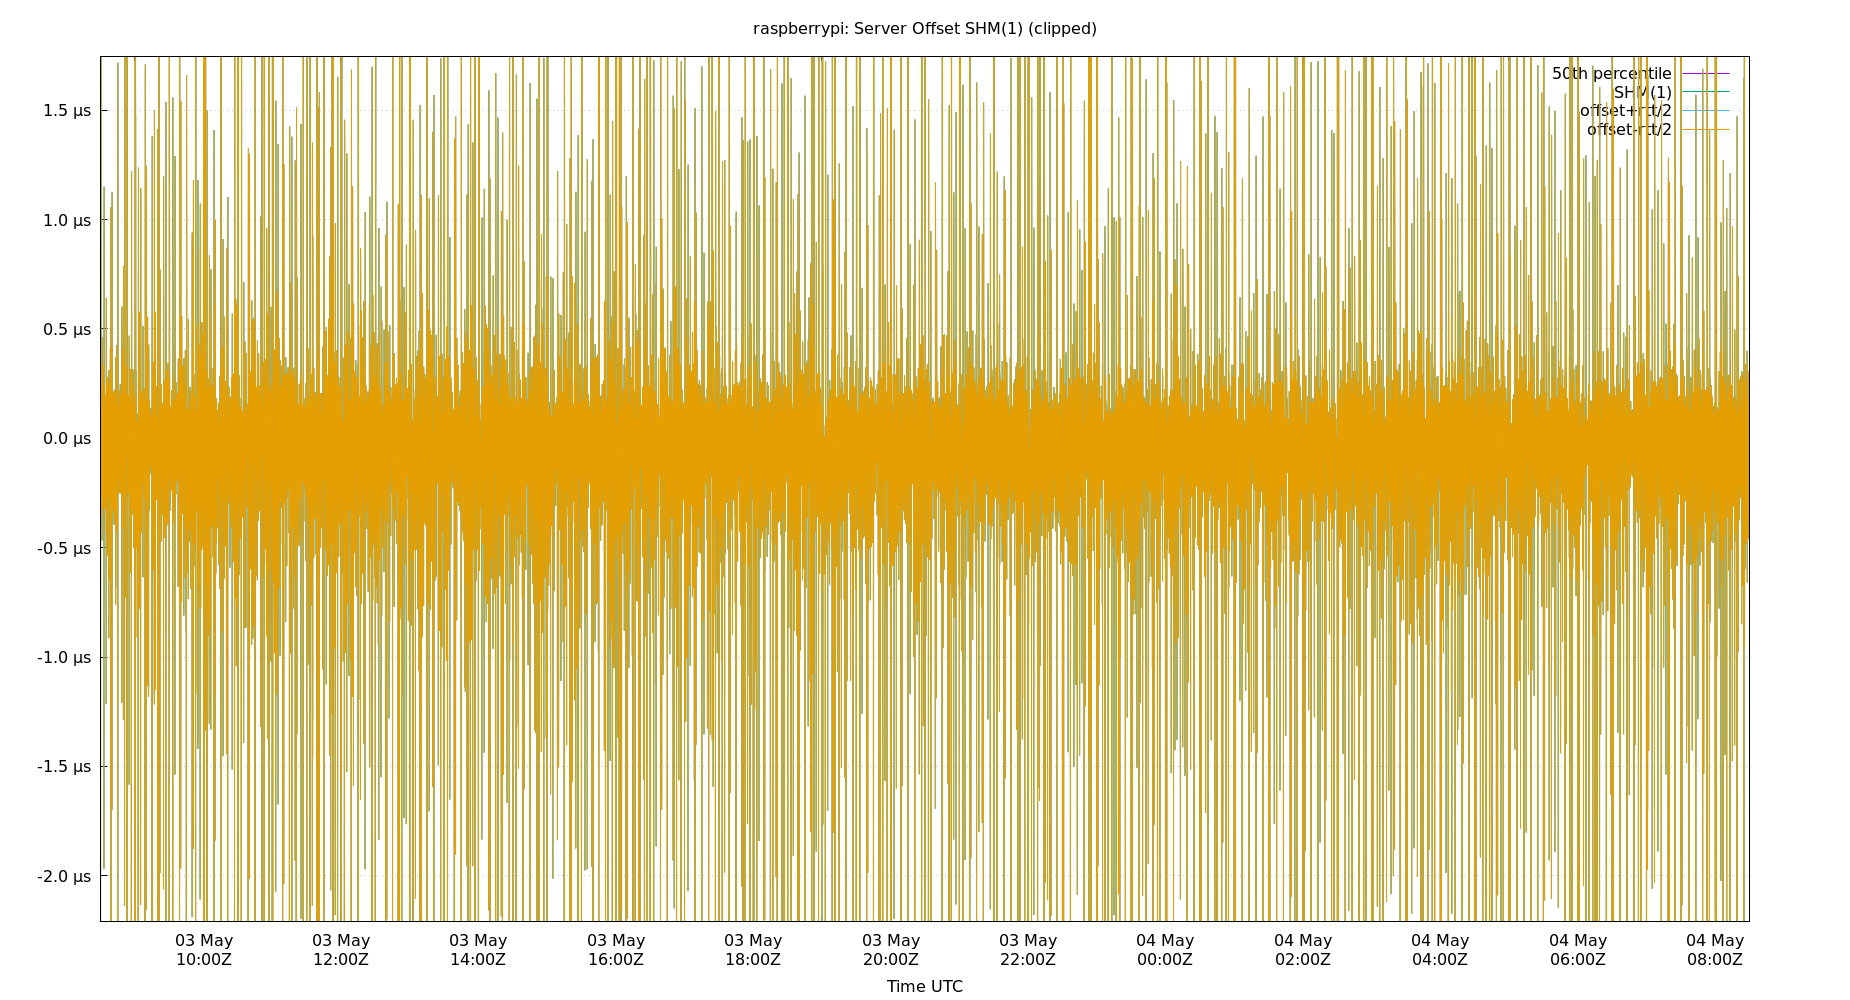 raspberrypi: Server Offset SHM(1) (clipped)
50th percentile
SHM(1)
offset+rtt/2
offset-rtt/2
1.5 µs
1.0 µs
0.5 µs
0.0 µs
-0.5 µs
-1.0 µs
-1.5 µs
-2.0 µs
03 May 03 May 03 May 03 May 03 May 03 May 03 May 04 May 04 May 04 May 04 May 04 May
10:00Z 12:00Z 14:00Z 16:00Z 18:00Z 20:00Z 22:00Z 00:00Z 02:00Z 04:00Z 06:00Z 08:00Z
Time UTC